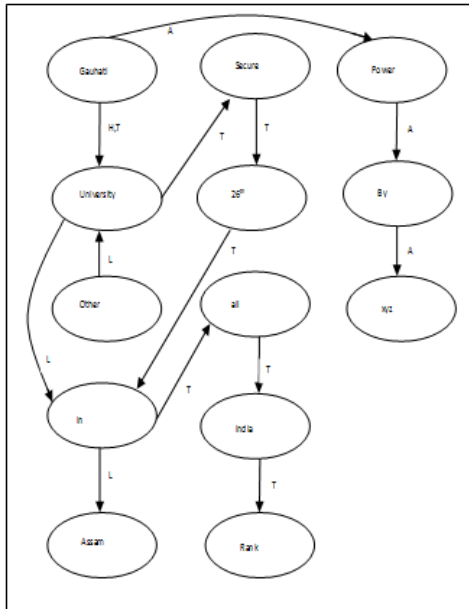 A
Gauhati
Secure
Power
H,T
T
T
A
University
26th
By
T
L
A
Other
all
xyz
L
T
T
In
India
L
T
Assam
Rank